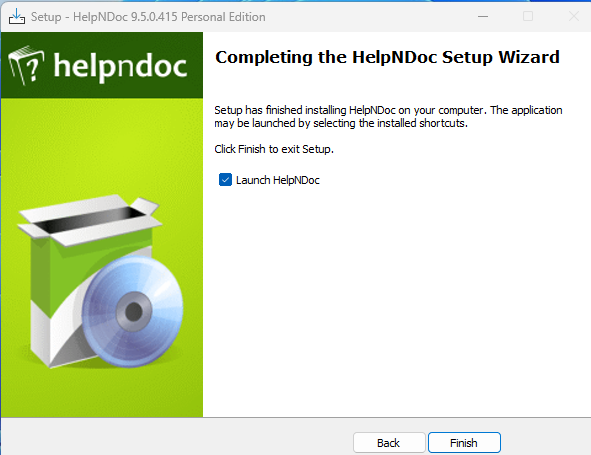 Setup - HelpNDoc 9.5.0.415 Personal Edition
helpndoc
Completing the HelpNDoc Setup Wizard
Setup has finished installing HelpNDoc on your computer. The application
may be launched by selecting the installed shortcuts.
Click Finish to exit Setup.
Launch HelpNDoc
Back
Finish